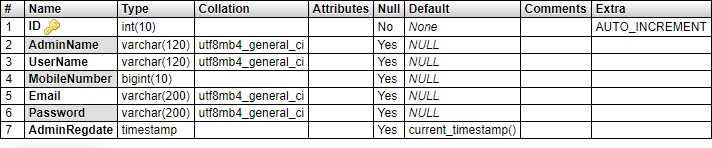 # Name Type Collation Attributes Null Default Comments Extra
1 ID int(10) No None AUTO_INCREMENT
2 AdminName varchar(120) utf8mb4_general_ci Yes NULL
3 UserName varchar(120) utf8mb4_general_ci Yes NULL
4 MobileNumber bigint(10) Yes NULL
5 Email varchar(200) utf8mb4_general_ci Yes NULL
6 Password varchar(200) utf8mb4_general_ci Yes NULL
7 AdminRegdate timestamp Yes current_timestamp()